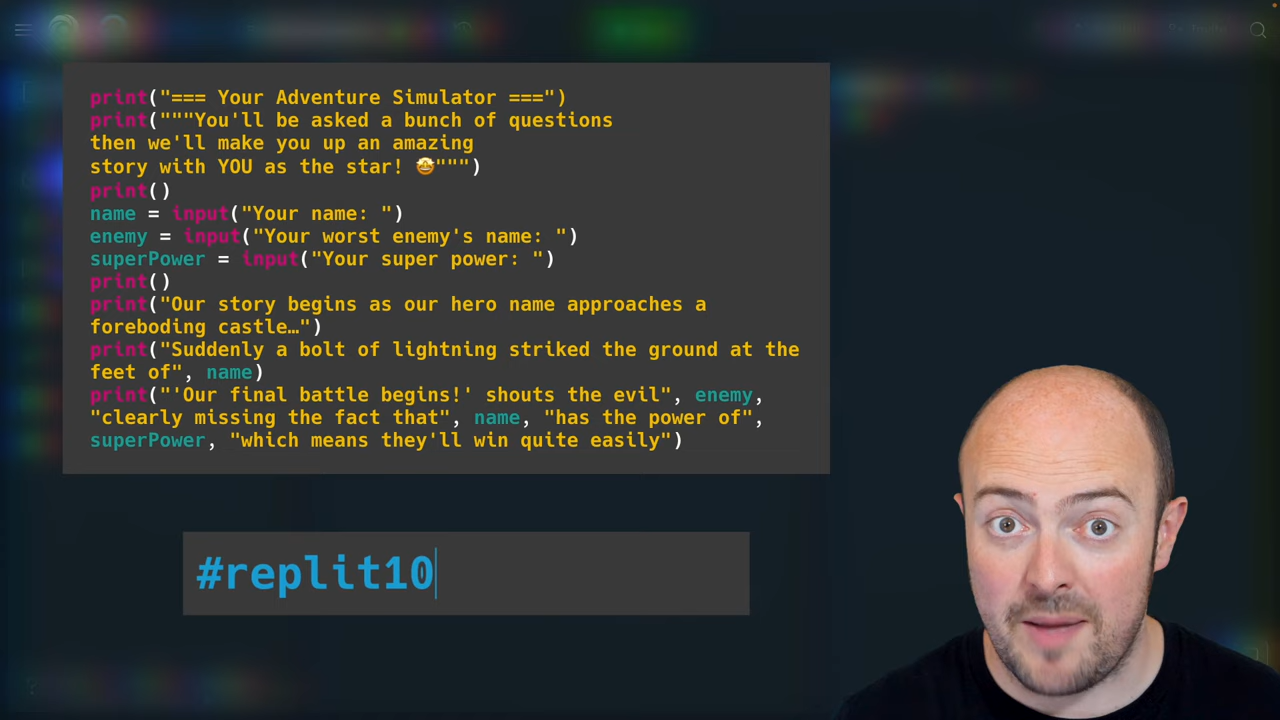 print("=== Your Adventure Simulator ===")
print("""You'll be asked a bunch of questions
then we'll make you up an amazing
story with YOU as the star! 🤩""")
print()
name = input("Your name: ")
enemy = input("Your worst enemy's name: ")
superPower = input("Your super power: ")
print()
print("Our story begins as our hero name approaches a
foreboding castle…")
print("Suddenly a bolt of lightning striked the ground at the
feet of", name)
print("'Our final battle begins!' shouts the evil", enemy,
"clearly missing the fact that", name, "has the power of",
superPower, "which means they'll win quite easily")
#replit10